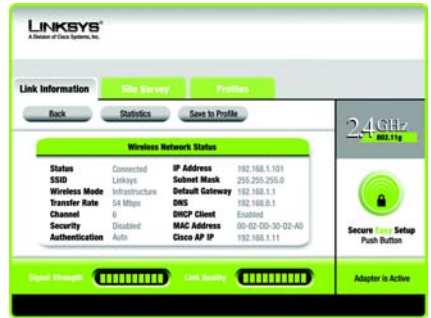 LINKSYS®
A Division of Cisco Systems, Inc.
Link Information
Site Survey
Profiles
Back
Statistics
Save to Profile
2.4 GHz
802.11g
Wireless Network Status
Status Connected IP Address 192.168.1.101
SSID Linksys Subnet Mask 255.255.255.0
Wireless Mode Infrastructure Default Gateway 192.168.1.1
Transfer Rate 54 Mbps DNS 192.168.0.1
Channel 6 DHCP Client Enabled
Security Disabled MAC Address 00-02-DD-30-D2-A0
Authentication Auto Cisco AP IP 192.168.1.11
Secure Easy Setup
Push Button
Signal Strength
Link Quality
Adapter is Active